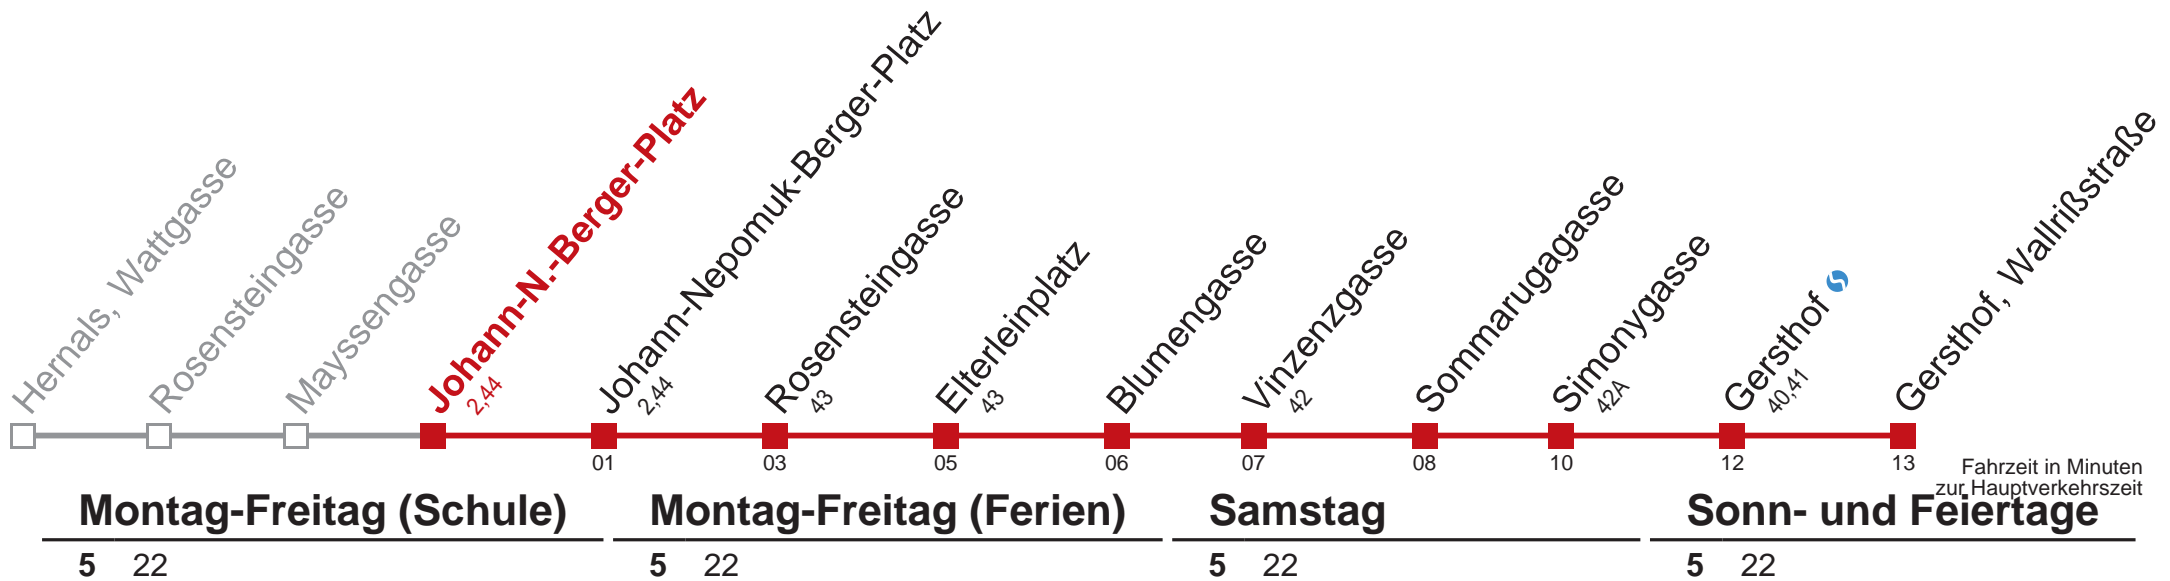 Hernals, Wattgasse
Rosensteingasse
Mayssengasse
Johann-N.-Berger-Platz
2,44
Johann-Nepomuk-Berger-Platz
2,44
Rosensteingasse
43
Elterleinplatz
43
Blumengasse
Vinzenzgasse
42
Sommarugagasse
Simonygasse
42A
Gersthof
40,41
Gersthof, Wallrißstraße
01 03 05 06 07 08 10 12 13
Fahrzeit in Minuten
zur Hauptverkehrszeit
Montag-Freitag (Schule) Montag-Freitag (Ferien) Samstag Sonn- und Feiertage
5 22 5 22 5 22 5 22